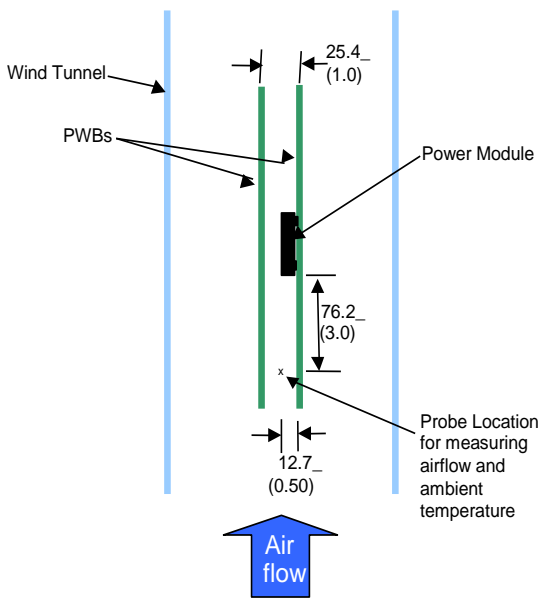 25.4_
(1.0)
Wind Tunnel
PWBs
Power Module
76.2_
(3.0)
x
Probe Location
for measuring
airflow and
ambient
temperature
12.7_
(0.50)
Air
flow